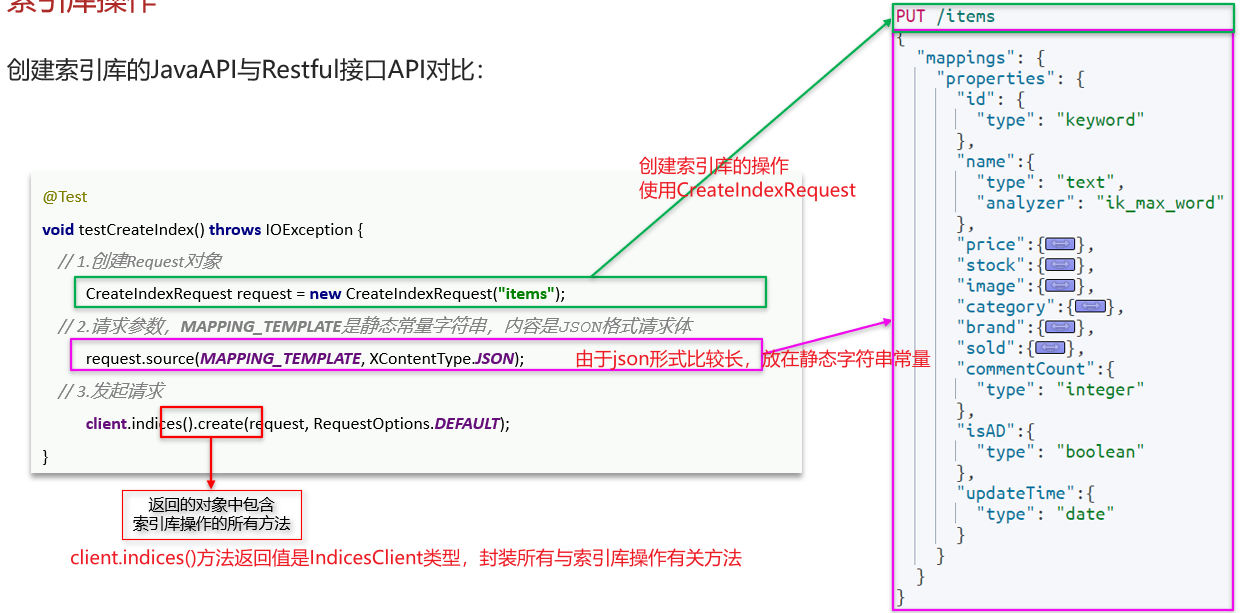 索引库操作
创建索引库的JavaAPI与Restful接口API对比：
@Test
void testCreateIndex() throws IOException {
// 1.创建Request对象
CreateIndexRequest request = new CreateIndexRequest("items");
// 2.请求参数，MAPPING_TEMPLATE是静态常量字符串，内容是JSON格式请求体
request.source(MAPPING_TEMPLATE, XContentType.JSON);
// 3.发起请求
client.indices().create(request, RequestOptions.DEFAULT);
}
创建索引库的操作
使用CreateIndexRequest
由于json形式比较长，放在静态字符串常量
返回的对象中包含
索引库操作的所有方法
client.indices()方法返回值是IndicesClient类型，封装所有与索引库操作有关方法
PUT /items
{
"mappings": {
"properties": {
"id": {
"type": "keyword"
},
"name":{
"type": "text",
"analyzer": "ik_max_word"
},
"price":{},
"stock":{},
"image":{},
"category":{},
"brand":{},
"sold":{},
"commentCount":{
"type": "integer"
},
"isAD":{
"type": "boolean"
},
"updateTime":{
"type": "date"
}
}
}
}